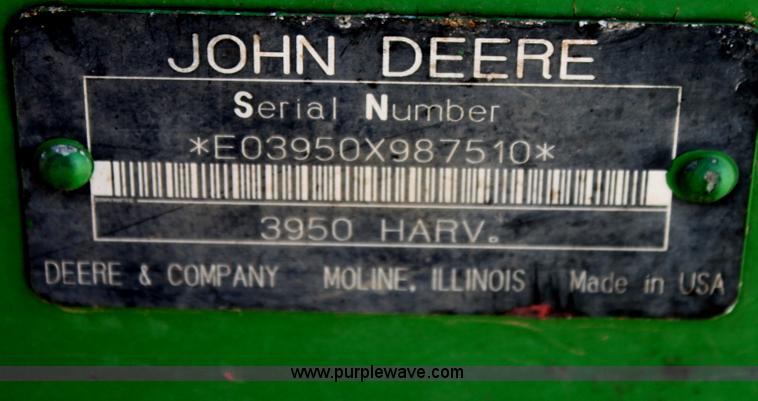 JOHN DEERE
Serial Number
*E03950X987510*
3950 HARV.
DEERE & COMPANY MOLINE, ILLINOIS Made in USA
www.purplewave.com